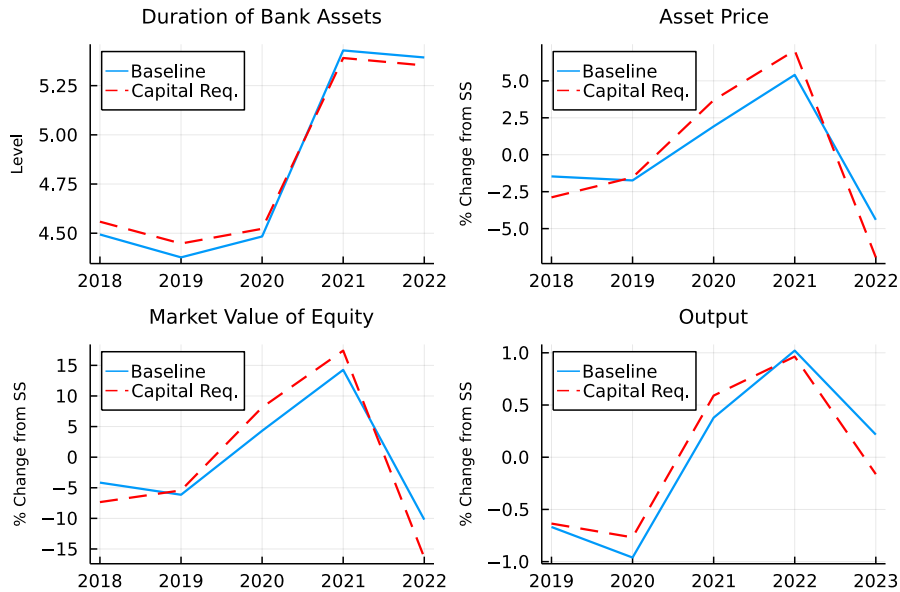 Duration of Bank Assets
Level
5.25
5.00
4.75
4.50
Baseline
Capital Req.
2018 2019 2020 2021 2022
Asset Price
% Change from SS
5.0
2.5
0.0
−2.5
−5.0
Baseline
Capital Req.
2018 2019 2020 2021 2022
Market Value of Equity
% Change from SS
15
10
5
0
−5
−10
−15
Baseline
Capital Req.
2018 2019 2020 2021 2022
Output
% Change from SS
1.0
0.5
0.0
−0.5
−1.0
Baseline
Capital Req.
2019 2020 2021 2022 2023